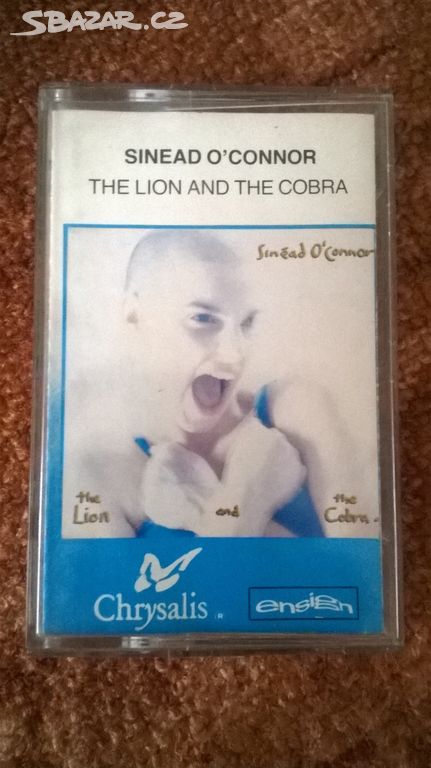 SBAZAR.CZ
SINEAD O'CONNOR
THE LION AND THE COBRA
Sinéad O'Connor
the Lion and the Cobra.
Chrysalis ®
ensign